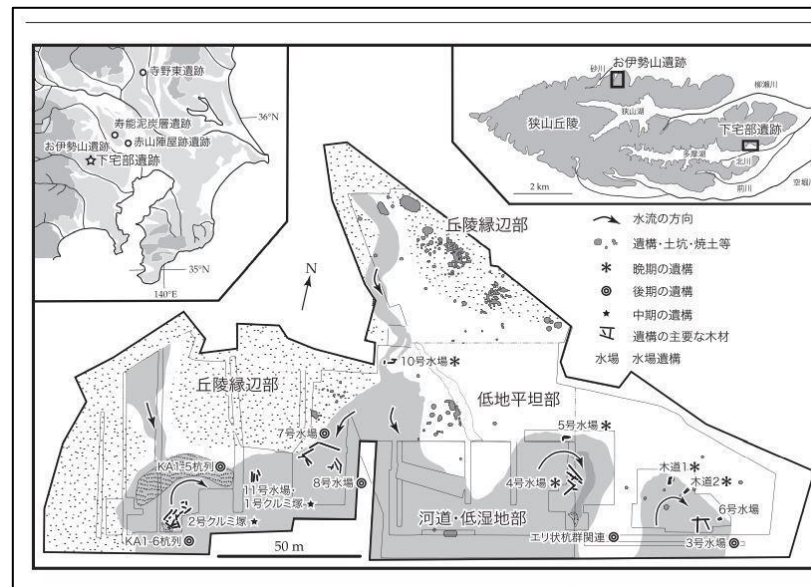 寺野東遺跡
36°N
寿能泥炭層遺跡
お伊勢山遺跡
赤山陣屋跡遺跡
下宅部遺跡
35°N
140°E
砂川
お伊勢山遺跡
柳瀬川
狭山丘陵
狭山湖
下宅部遺跡
多摩湖
北川
前川
空堀川
2 km
水流の方向
遺構・土坑・焼土等
晩期の遺構
後期の遺構
中期の遺構
遺構の主要な木材
水場 水場遺構
N
丘陵縁辺部
10号水場
丘陵縁辺部
低地平坦部
7号水場
5号水場
KA1-5杭列
8号水場
4号水場
木道1
木道2
11号水場・
1号クルミ塚
6号水場
2号クルミ塚
河道・低湿地部
KA1-6杭列
50 m
エリ状杭群関連
3号水場